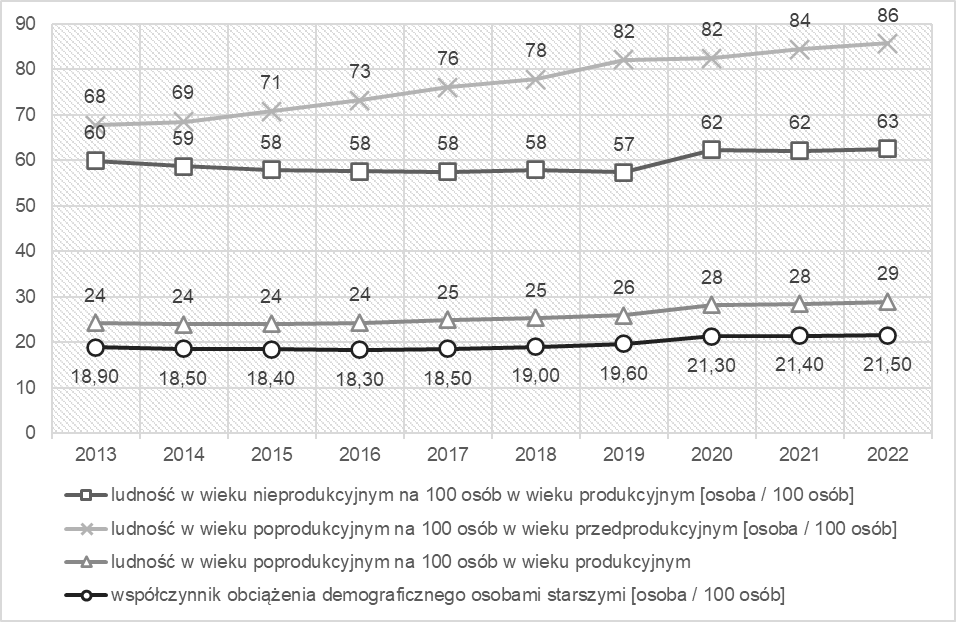 90
80
70
60
50
40
30
20
10
0
68 69 71 73 76 78 82 82 84 86
60 59 58 58 58 58 57 62 62 63
24 24 24 24 25 25 26 28 28 29
18,90 18,50 18,40 18,30 18,50 19,00 19,60 21,30 21,40 21,50
2013 2014 2015 2016 2017 2018 2019 2020 2021 2022
ludność w wieku nieprodukcyjnym na 100 osób w wieku produkcyjnym [osoba / 100 osób]
ludność w wieku poprodukcyjnym na 100 osób w wieku przedprodukcyjnym [osoba / 100 osób]
ludność w wieku poprodukcyjnym na 100 osób w wieku produkcyjnym
współczynnik obciążenia demograficznego osobami starszymi [osoba / 100 osób]